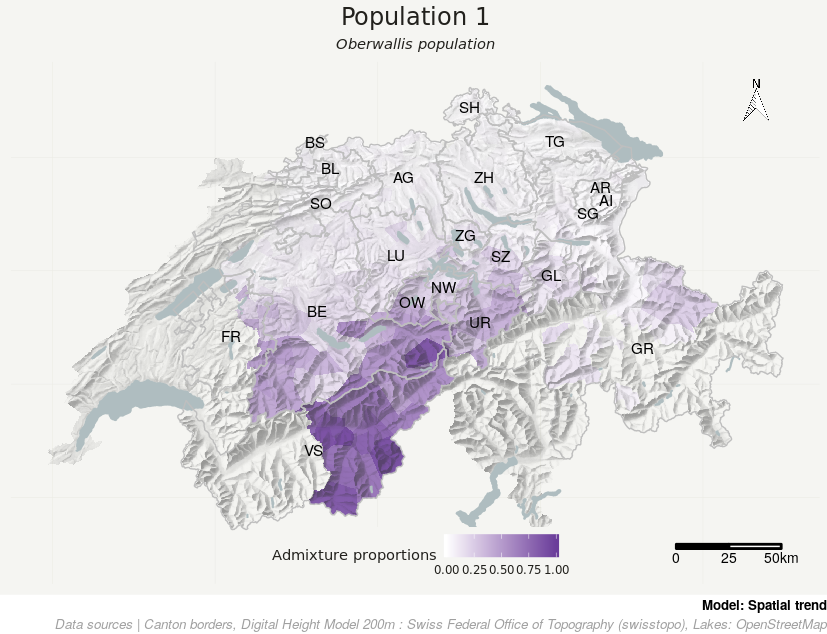 Population 1
Oberwallis population
N
SH
BS
TG
BL
AG
ZH
AR
SO
AI
SG
ZG
LU
SZ
GL
NW
OW
BE
UR
FR
GR
VS
Admixture proportions
0.00 0.25 0.50 0.75 1.00
0 25 50km
Model: Spatial trend
Data sources | Canton borders, Digital Height Model 200m : Swiss Federal Office of Topography (swisstopo), Lakes: OpenStreetMap